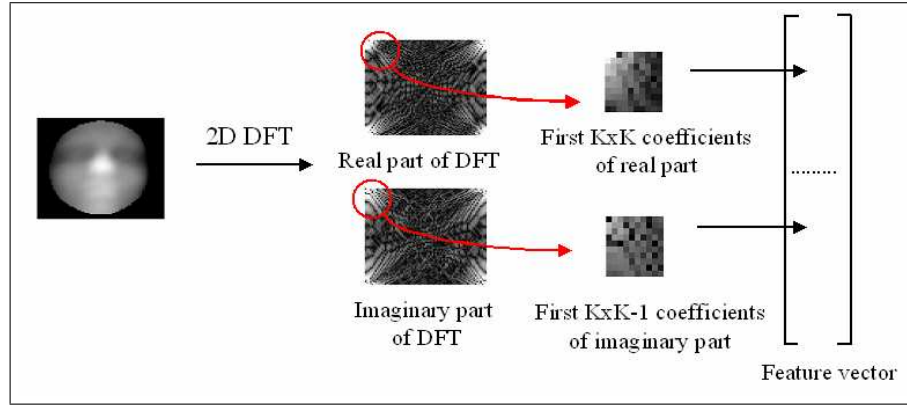 2D DFT
Real part of DFT
First KxK coefficients
of real part
.........
Imaginary part
of DFT
First KxK-1 coefficients
of imaginary part
Feature vector